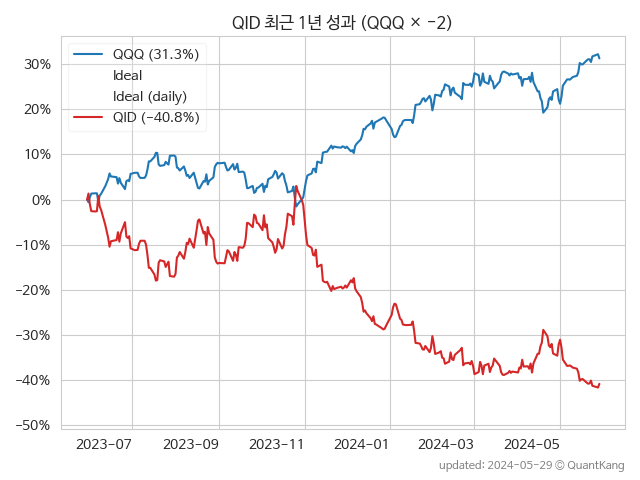 QID 최근 1년 성과 (QQQ × −2)
QQQ (31.3%)
Ideal
Ideal (daily)
QID (−40.8%)
30%
20%
10%
0%
−10%
−20%
−30%
−40%
−50%
2023−07
2023−09
2023−11
2024−01
2024−03
2024−05
updated: 2024−05−29 ⓒ QuantKang